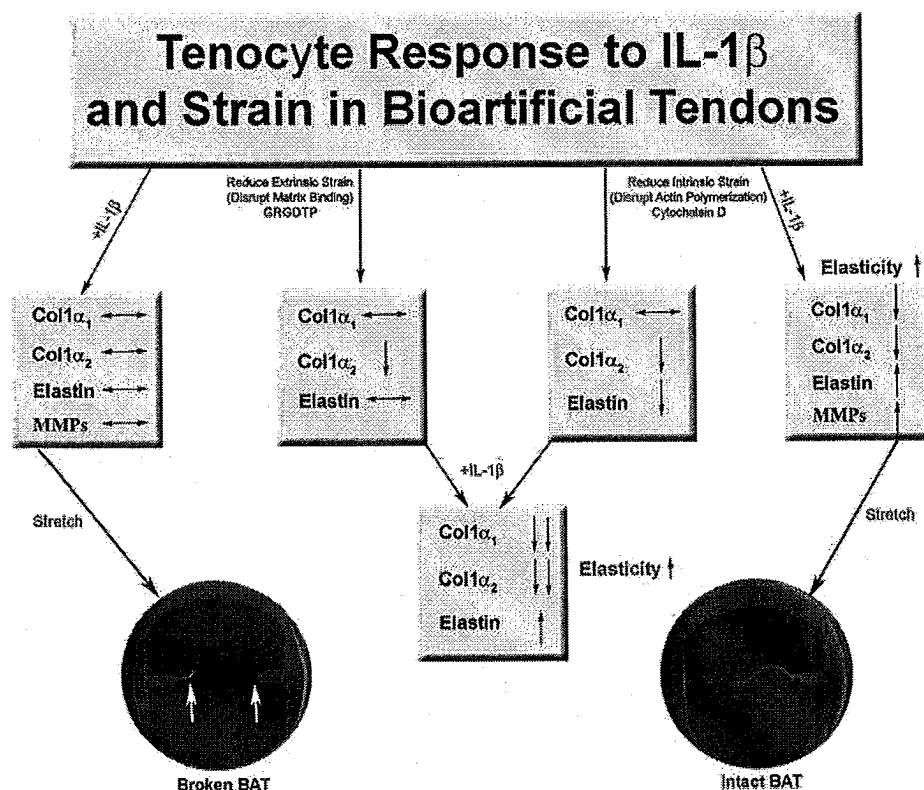 Tenocyte Response to IL-1β
and Strain in Bioartificial Tendons
+IL-1β
Reduce Extrinsic Strain
(Disrupt Matrix Binding)
GRGDTP
Reduce Intrinsic Strain
(Disrupt Actin Polymerization)
Cytochalsin D
+IL-1β
Elasticity ↑
Col1α₁ ↔
Col1α₂ ↔
Elastin ↔
MMPs ↔
Col1α₁ ↔
Col1α₂ ↓
Elastin ↔
Col1α₁ ↔
Col1α₂ ↓
Elastin ↓
Col1α₁ ↓
Col1α₂ ↓
Elastin ↑
MMPs ↑
+IL-1β
Stretch
Stretch
Col1α₁ ↓↓
Col1α₂ ↓↓
Elastin ↑
Elasticity ↑
Broken BAT
Intact BAT